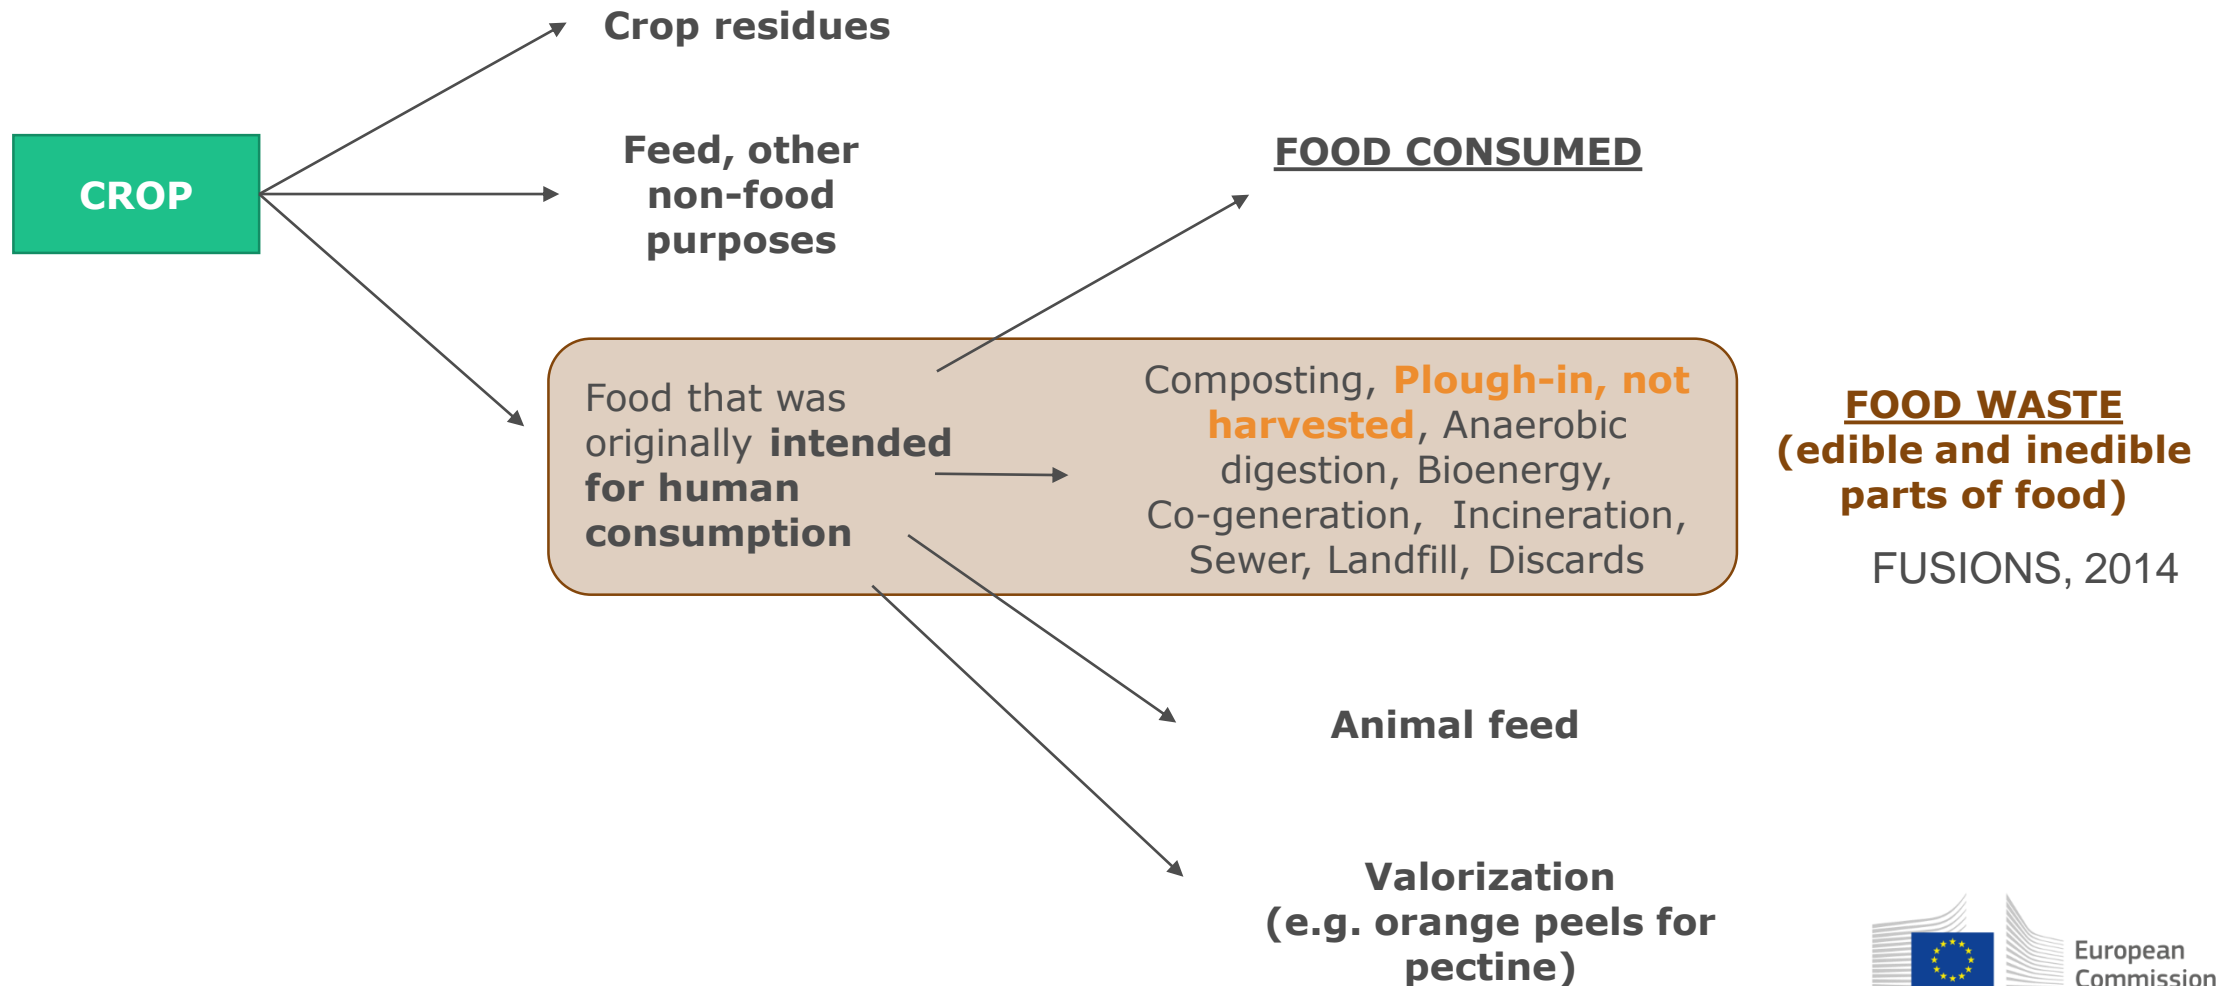 Crop residues
CROP
Feed, other
non-food
purposes
FOOD CONSUMED
Food that was
originally intended
for human
consumption
Composting, Plough-in, not
harvested, Anaerobic
digestion, Bioenergy,
Co-generation, Incineration,
Sewer, Landfill, Discards
FOOD WASTE
(edible and inedible
parts of food)
FUSIONS, 2014
Animal feed
Valorization
(e.g. orange peels for
pectine)
European
Commission